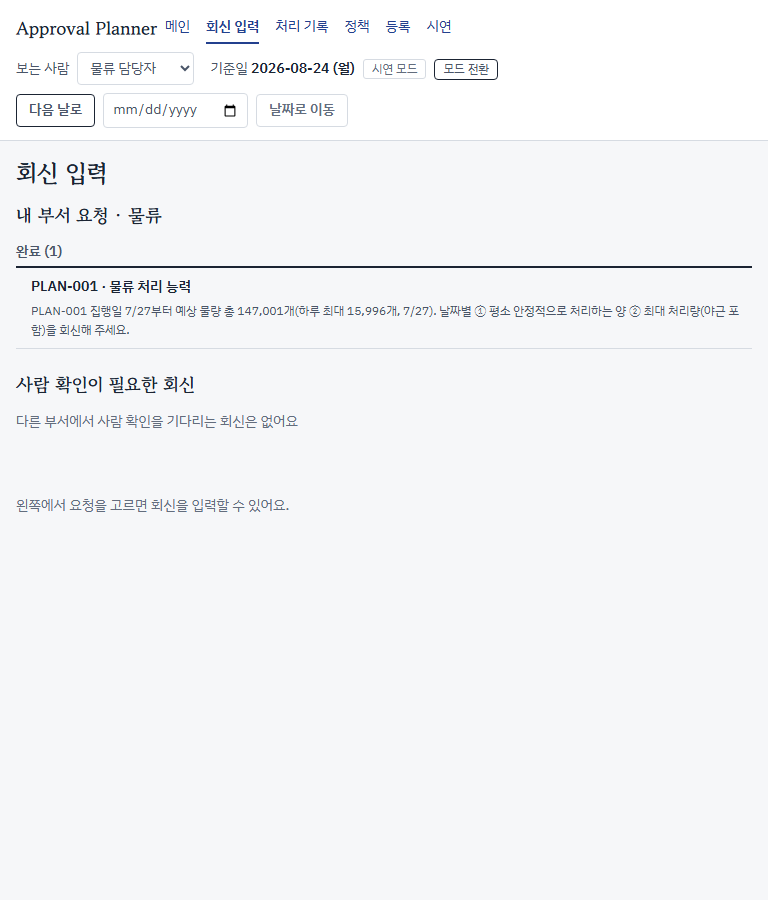 Approval Planner 메인 회신 입력 처리 기록 정책 등록 시연
보는 사람 물류 담당자 기준일 2026-08-24 (월) 시연 모드 모드 전환
다음 날로 mm/dd/yyyy 날짜로 이동
회신 입력
내 부서 요청 · 물류
완료 (1)
PLAN-001 · 물류 처리 능력
PLAN-001 집행일 7/27부터 예상 물량 총 147,001개(하루 최대 15,996개, 7/27). 날짜별 ① 평소 안정적으로 처리하는 양 ② 최대 처리량(야근 포
함)을 회신해 주세요.
사람 확인이 필요한 회신
다른 부서에서 사람 확인을 기다리는 회신은 없어요
왼쪽에서 요청을 고르면 회신을 입력할 수 있어요.